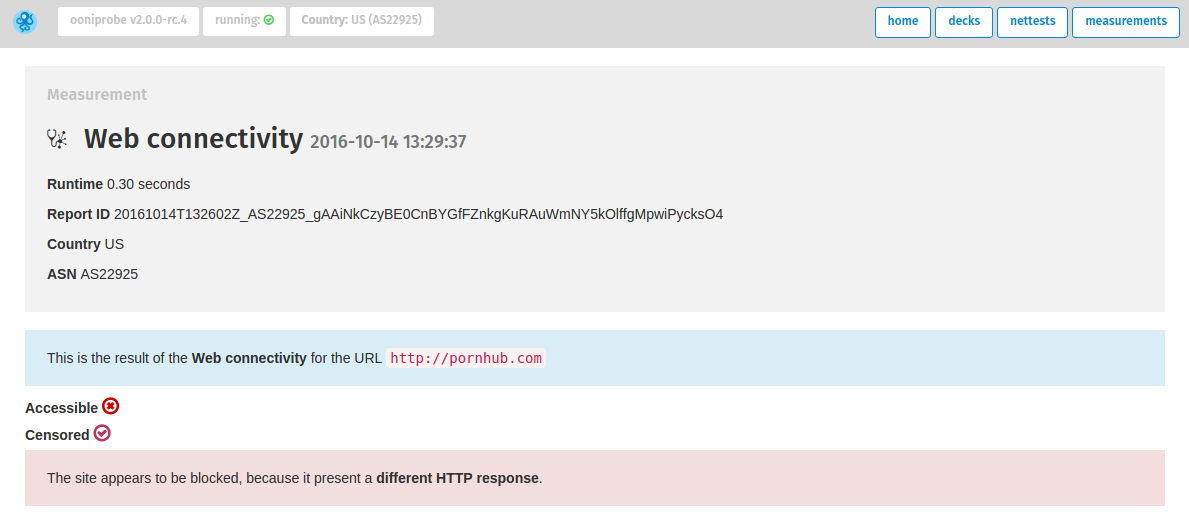 ooniprobe v2.0.0-rc.4 running: Country: US (AS22925) home decks nettests measurements
Measurement
Web connectivity 2016-10-14 13:29:37
Runtime 0.30 seconds
Report ID 20161014T132602Z_AS22925_gAAiNkCzyBE0CnBYGfFZnkgKuRAuWmNY5kOlffgMpwiPycksO4
Country US
ASN AS22925
This is the result of the Web connectivity for the URL http://pornhub.com
Accessible
Censored
The site appears to be blocked, because it present a different HTTP response.